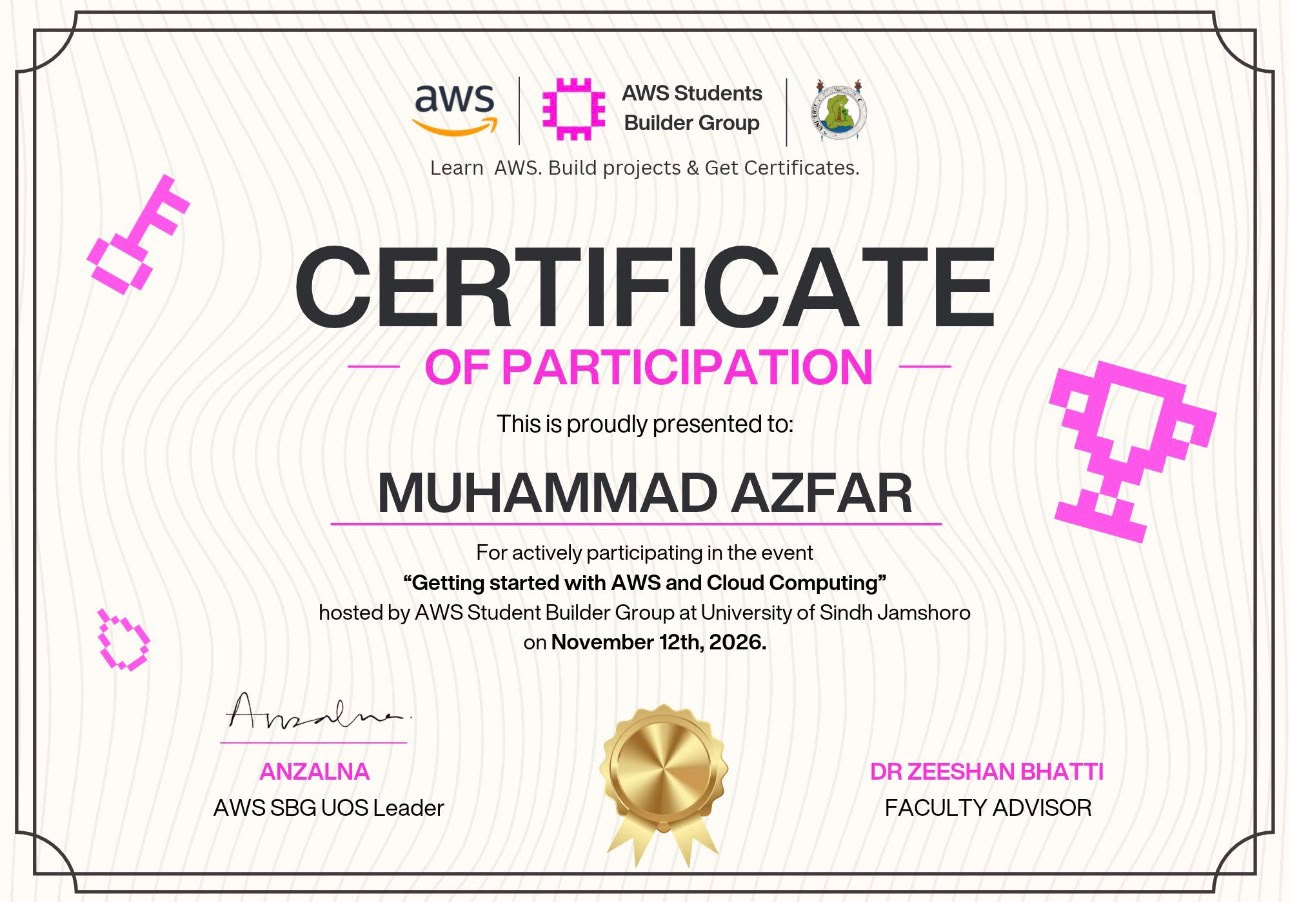 aws
AWS Students
Builder Group
Learn AWS. Build projects & Get Certificates.
CERTIFICATE
OF PARTICIPATION
This is proudly presented to:
MUHAMMAD AZFAR
For actively participating in the event
“Getting started with AWS and Cloud Computing”
hosted by AWS Student Builder Group at University of Sindh Jamshoro
on November 12th, 2026.
Anzalna.
ANZALNA
AWS SBG UOS Leader
DR ZEESHAN BHATTI
FACULTY ADVISOR